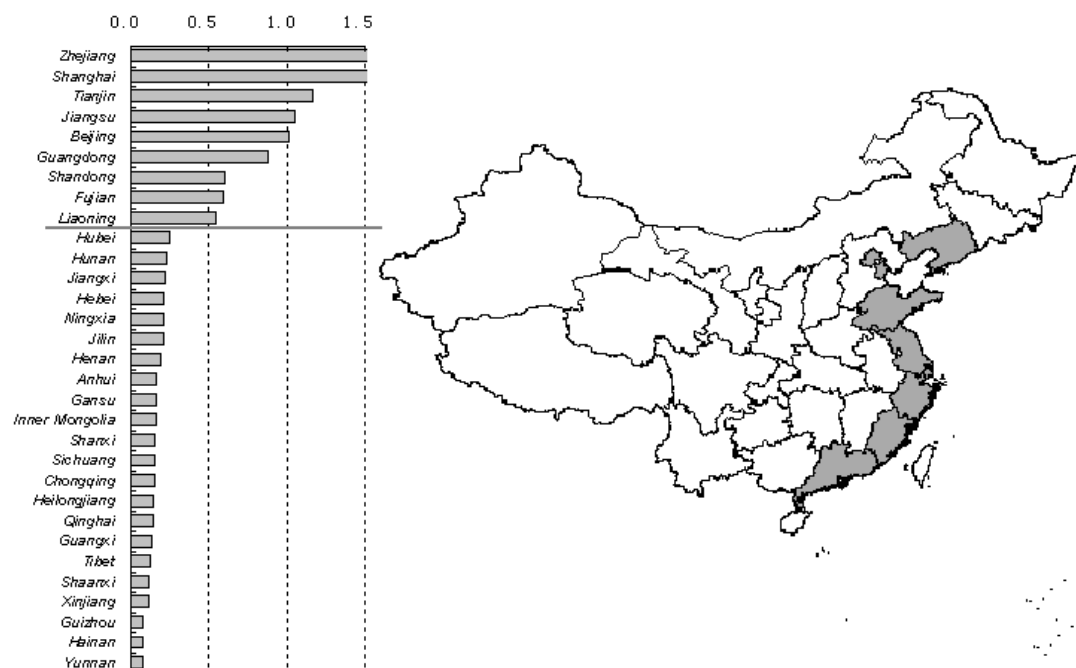 0.0 0.5 1.0 1.5
Zhejiang
Shanghai
Tianjin
Jiangsu
Beijing
Guangdong
Shandong
Fujian
Liaoning
Hubei
Hunan
Jiangxi
Hebei
Ningxia
Jilin
Henan
Anhui
Gansu
Inner Mongolia
Shanxi
Sichuang
Chongqing
Heilongjiang
Qinghai
Guangxi
Tibet
Shaanxi
Xinjiang
Guizhou
Hainan
Yunnan